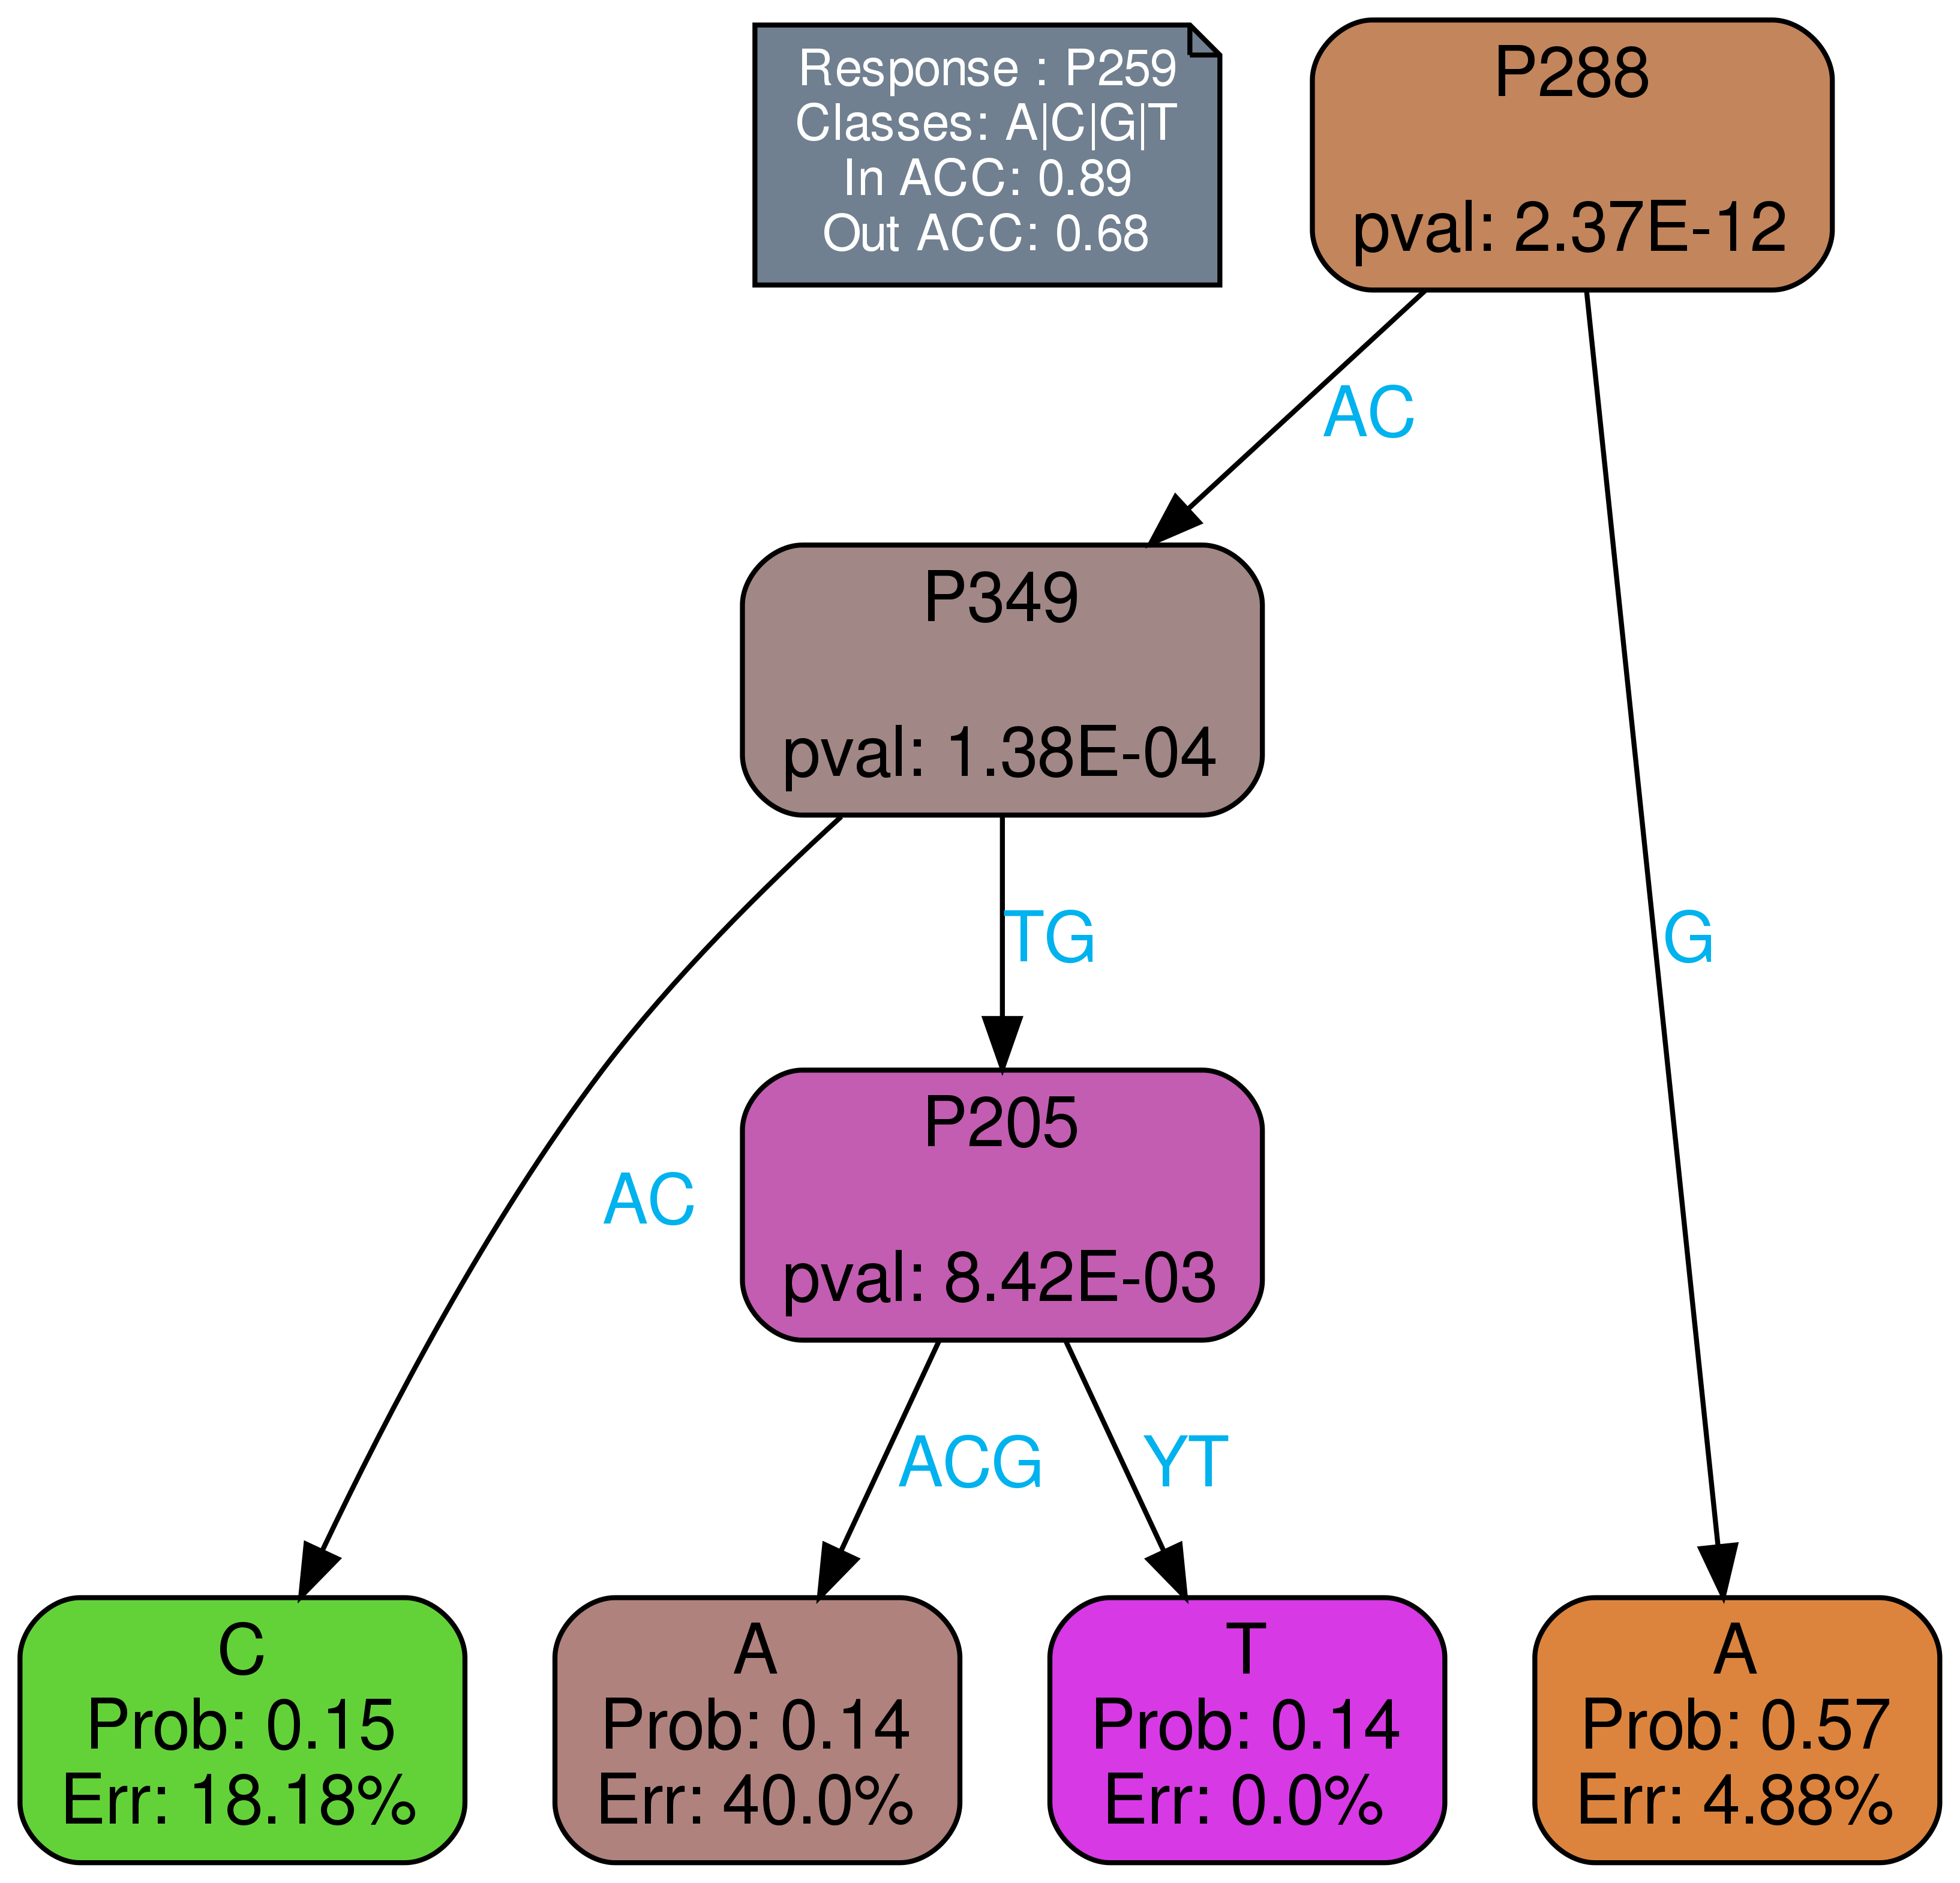 Response : P259
Classes: A|C|G|T
In ACC: 0.89
Out ACC: 0.68
P288
pval: 2.37E-12
AC
P349
pval: 1.38E-04
TG
G
P205
pval: 8.42E-03
AC
ACG
YT
C
Prob: 0.15
Err: 18.18%
A
Prob: 0.14
Err: 40.0%
T
Prob: 0.14
Err: 0.0%
A
Prob: 0.57
Err: 4.88%